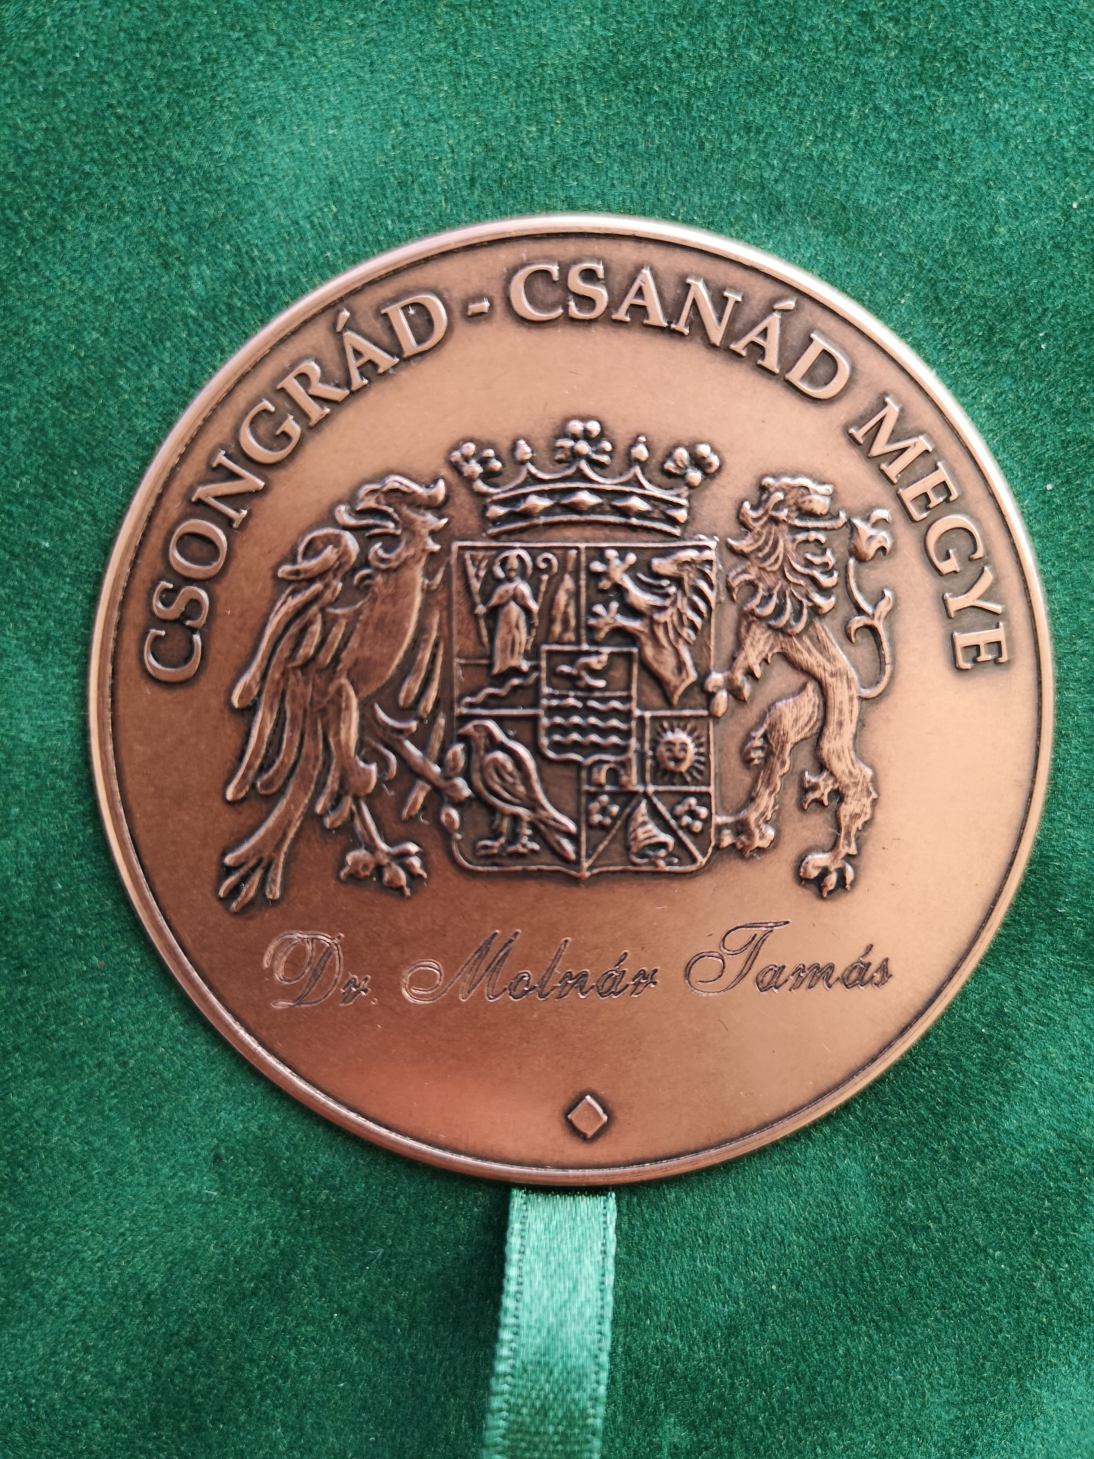 CSONGRÁD-CSANÁD MEGYE
Dr. Molnár Tamás